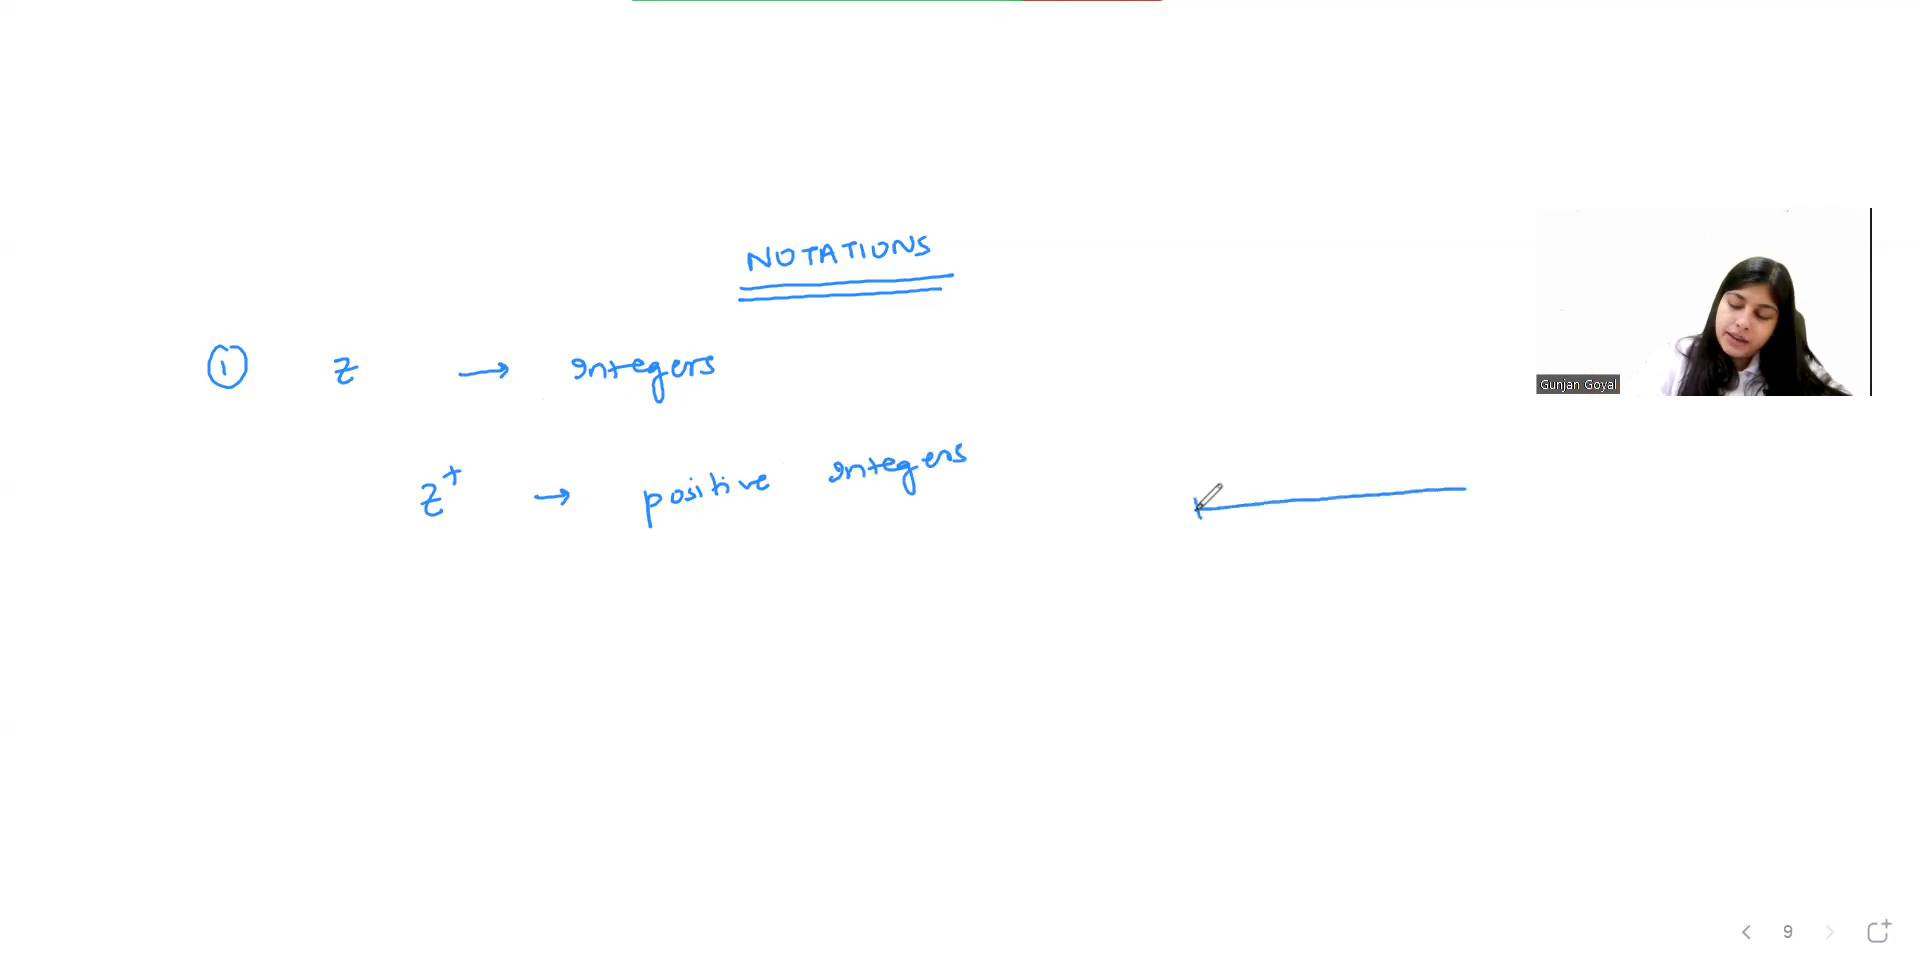 NOTATIONS
① Z → integers
Gunjan Goyal
Z⁺ → positive integers
9